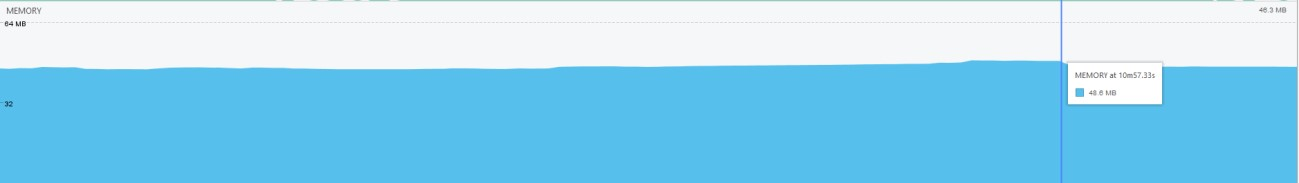 MEMORY
46.3 MB
64 MB
MEMORY at 10m57.33s
48.6 MB
32